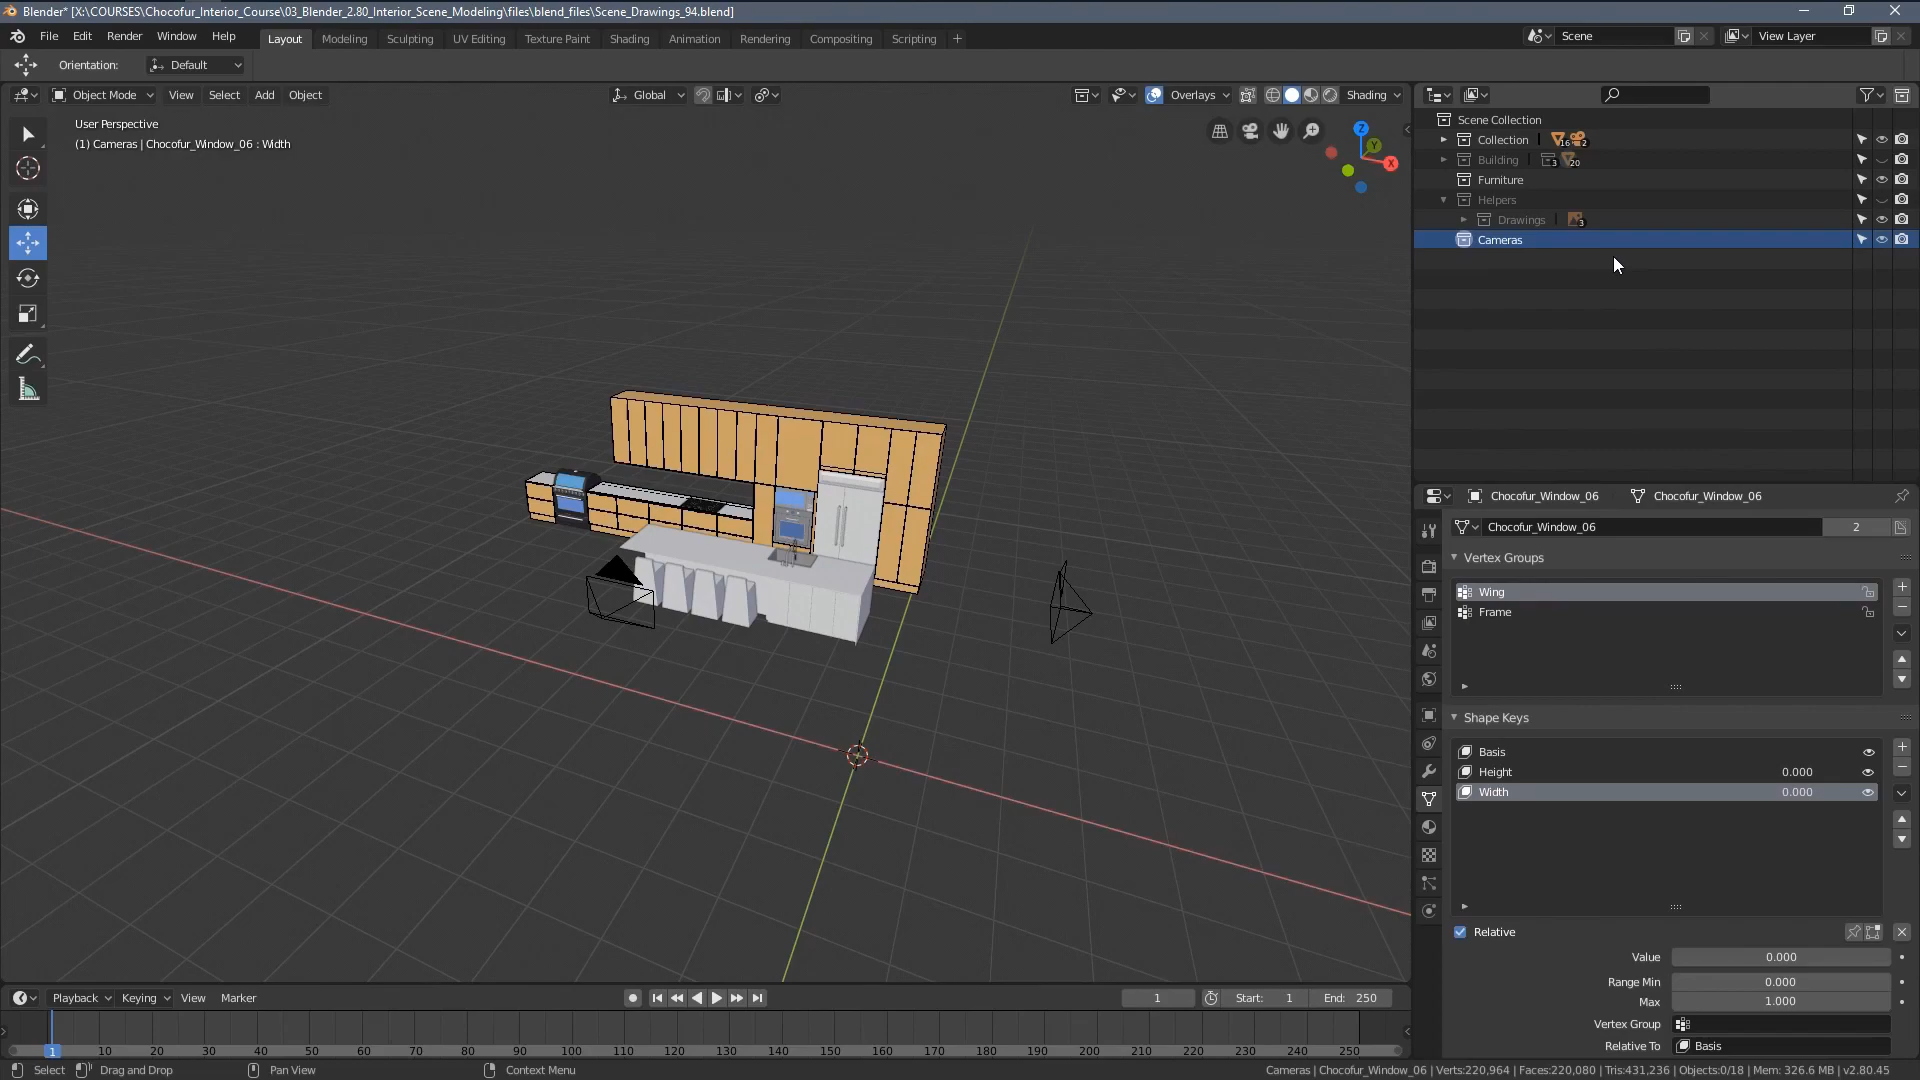 Blender* [X:\COURSES\Chocofur_Interior_Course\03_Blender_2.80_Interior_Scene_Modeling\files\blend_files\Scene_Drawings_94.blend]
File Edit Render Window Help Layout Modeling Sculpting UV Editing Texture Paint Shading Animation Rendering Compositing Scripting + Scene View Layer
Orientation: Default
Object Mode View Select Add Object Global Overlays Shading
User Perspective
(1) Cameras | Chocofur_Window_06 : Width
Z
Y
X
Scene Collection
Collection 16 2
Building 3 20
Furniture
Helpers
Drawings 3
Cameras
Chocofur_Window_06 Chocofur_Window_06
Chocofur_Window_06 2
Vertex Groups
Wing
Frame
Shape Keys
Basis
Height 0.000
Width 0.000
Relative
Value 0.000
Range Min 0.000
Max 1.000
Vertex Group
Relative To Basis
Playback Keying View Marker 1 Start: 1 End: 250
1 10 20 30 40 50 60 70 80 90 100 110 120 130 140 150 160 170 180 190 200 210 220 230 240 250
Select Drag and Drop Pan View Context Menu Cameras | Chocofur_Window_06 | Verts:220,964 | Faces:220,080 | Tris:431,236 | Objects:0/18 | Mem: 326.6 MB | v2.80.45